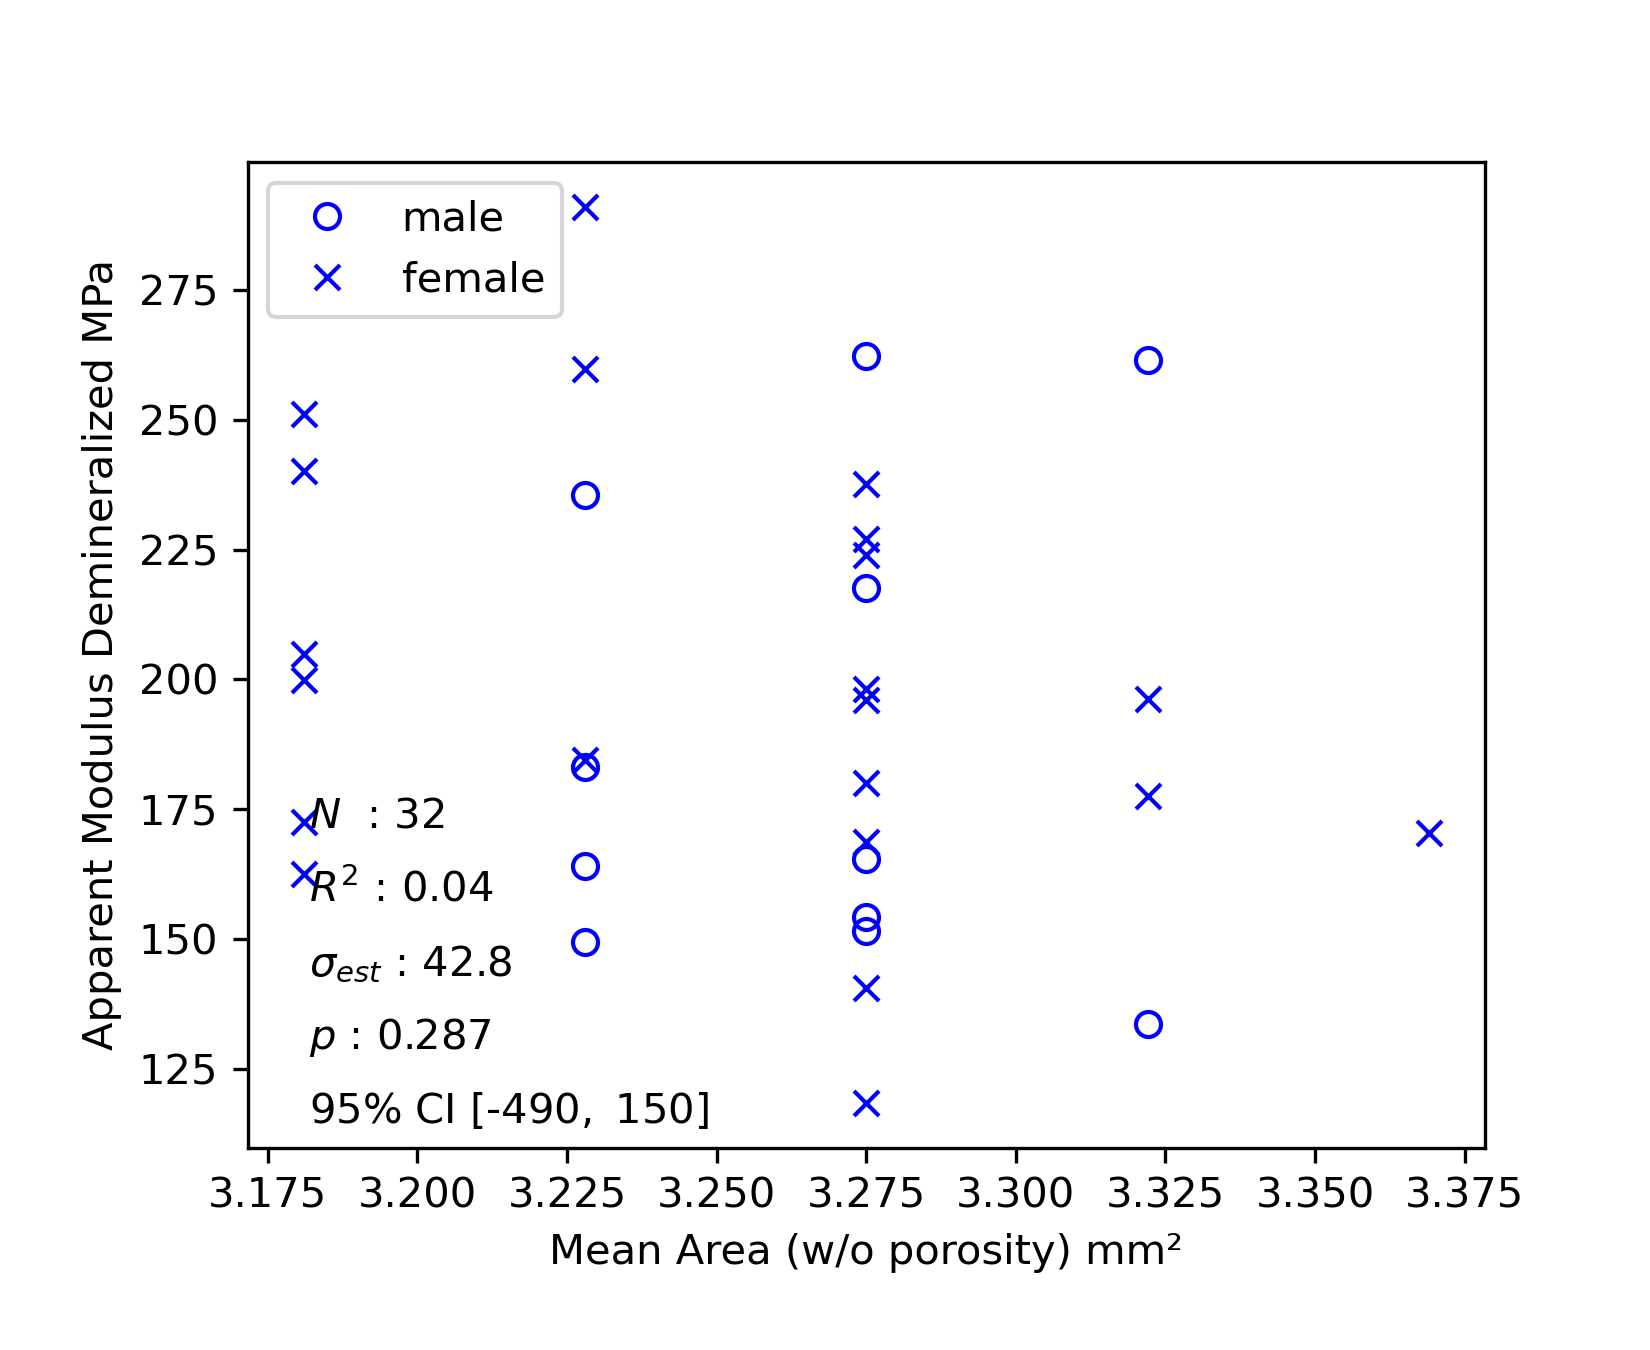 male
female
275
250
225
200
175
150
125
Apparent Modulus Demineralized MPa
N : 32
R² : 0.04
σest : 42.8
p : 0.287
95% CI [-490, 150]
3.175 3.200 3.225 3.250 3.275 3.300 3.325 3.350 3.375
Mean Area (w/o porosity) mm²